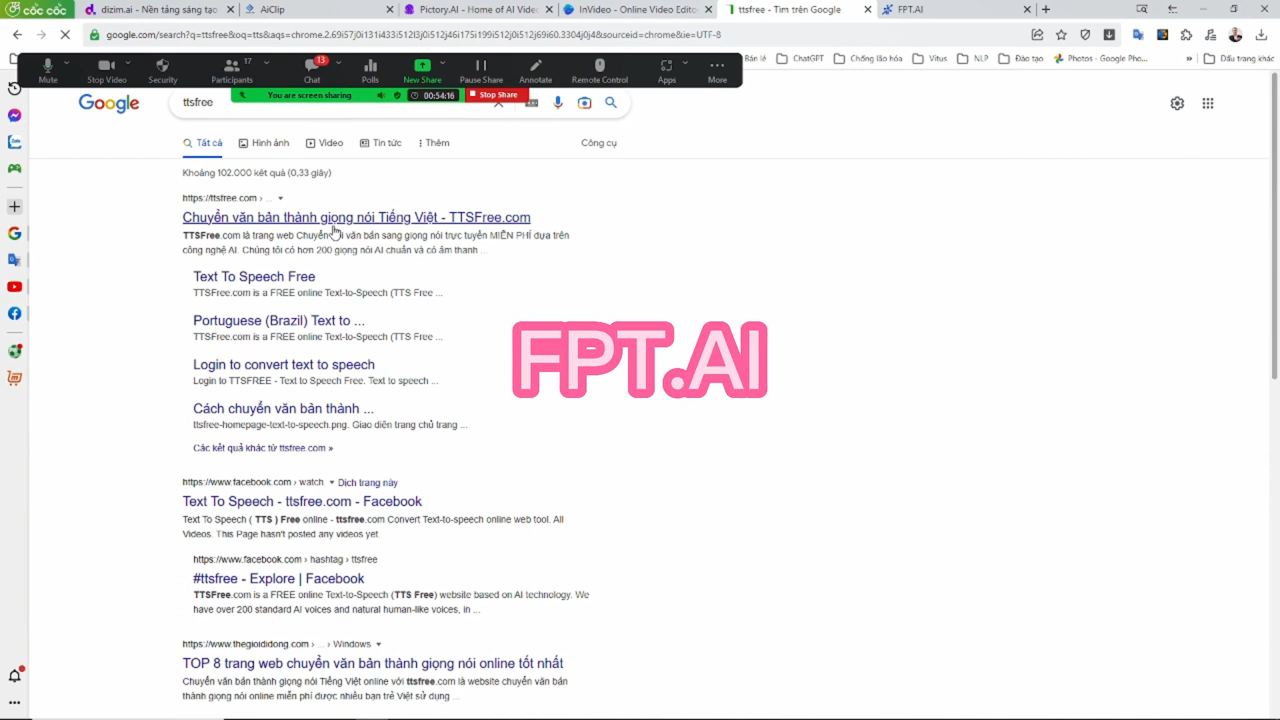 cốc cốc
dizim.ai - Nền tảng sáng tạo
AiClip
Pictory.AI - Home of AI Video
InVideo - Online Video Editor
ttsfree - Tìm trên Google
FPT.AI
google.com/search?q=ttsfree&oq=tts&aqs=chrome.2.69i57j0i131i433i512j0i512j46i175i199i512j0i512j69i60.3304j0j4&sourceid=chrome&ie=UTF-8
Bán lẻ
ChatGPT
Chống lão hóa
Vitus
NLP
Đào tạo
Photos - Google Pho...
»
Dấu trang khác
13
17
Mute
Stop Video
Security
Participants
Chat
Polls
New Share
Pause Share
Annotate
Remote Control
Apps
More
You are screen sharing
00:54:16
Stop Share
Google
ttsfree
Tất cả
Hình ảnh
Video
Tin tức
Thêm
Công cụ
Khoảng 102.000 kết quả (0,33 giây)
https://ttsfree.com › ...
Chuyển văn bản thành giọng nói Tiếng Việt - TTSFree.com
TTSFree.com là trang web Chuyển văn bản sang giọng nói trực tuyến MIỄN PHÍ dựa trên
công nghệ AI. Chúng tôi có hơn 200 giọng nói AI chuẩn và có âm thanh ...
Text To Speech Free
TTSFree.com is a FREE online Text-to-Speech (TTS Free ...
Portuguese (Brazil) Text to ...
TTSFree.com is a FREE online Text-to-Speech (TTS Free ...
Login to convert text to speech
Login to TTSFREE - Text to Speech Free. Text to speech ...
Cách chuyển văn bản thành ...
ttsfree-homepage-text-to-speech.png. Giao diện trang chủ trang ...
Các kết quả khác từ ttsfree.com »
FPT.AI
https://www.facebook.com › watch
Dịch trang này
Text To Speech - ttsfree.com - Facebook
Text To Speech ( TTS ) Free online - ttsfree.com Convert Text-to-speech online web tool. All
Videos. This Page hasn't posted any videos yet.
https://www.facebook.com › hashtag › ttsfree
#ttsfree - Explore | Facebook
TTSFree.com is a FREE online Text-to-Speech (TTS Free) website based on AI technology. We
have over 200 standard AI voices and natural human-like voices, in ...
https://www.thegioididong.com › ... › Windows
TOP 8 trang web chuyển văn bản thành giọng nói online tốt nhất
Chuyển văn bản thành giọng nói Tiếng Việt online với ttsfree.com là website chuyển văn bản
thành giọng nói online miễn phí được nhiều bạn trẻ Việt sử dụng ...